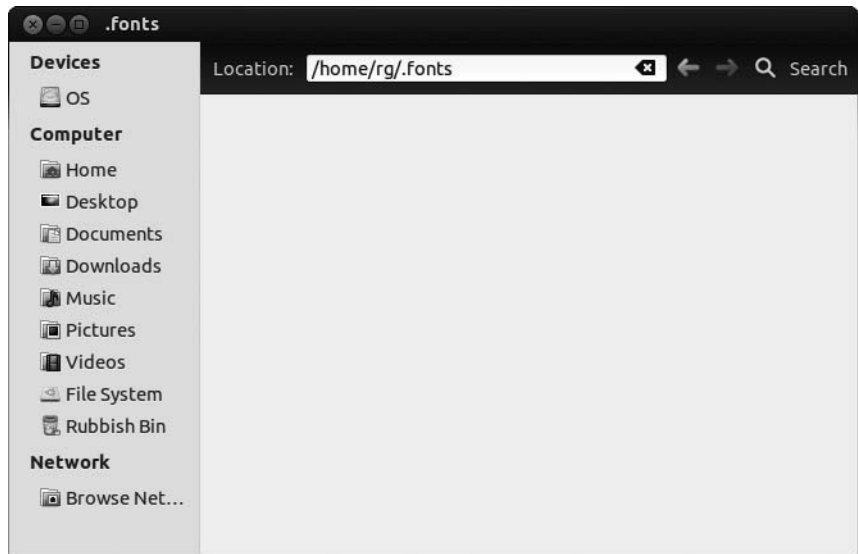 .fonts
Devices
OS
Computer
Home
Desktop
Documents
Downloads
Music
Pictures
Videos
File System
Rubbish Bin
Network
Browse Net...
Location: /home/rg/.fonts Search